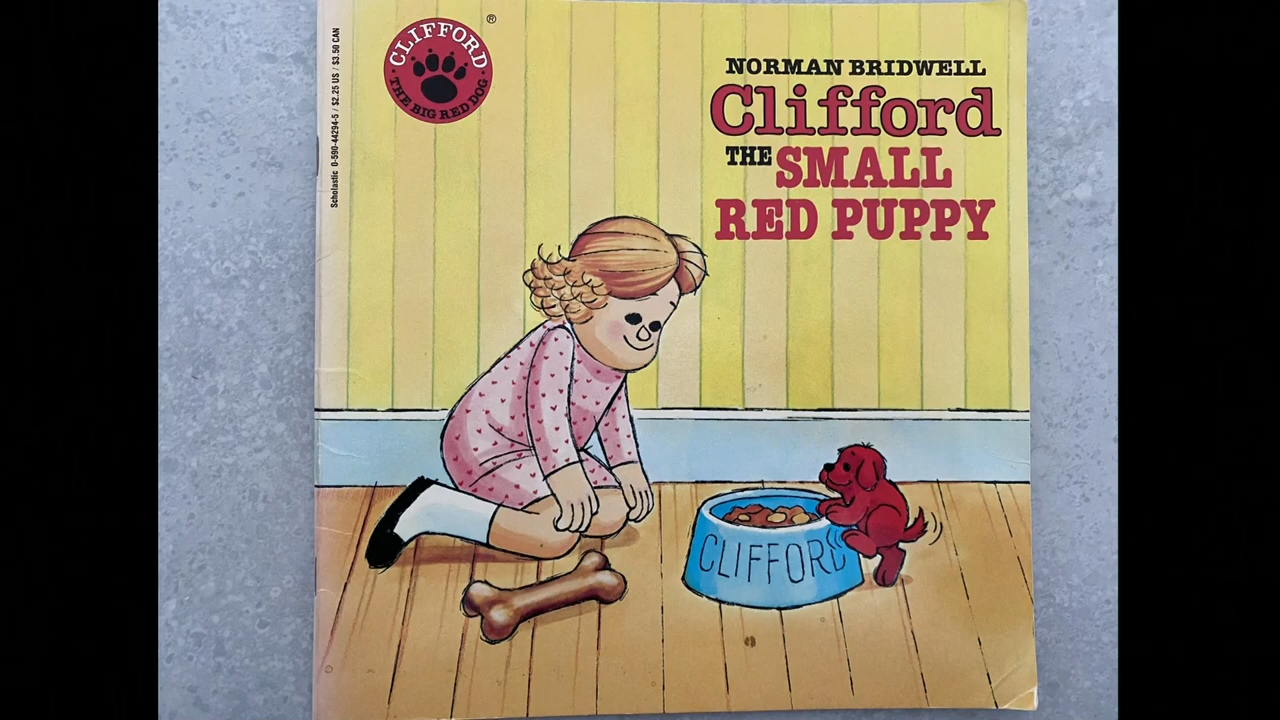 Scholastic 0-590-44294-5 / $2.25 US / $3.50 CAN
CLIFFORD
THE BIG RED DOG
®
NORMAN BRIDWELL
Clifford
THE SMALL
RED PUPPY
CLIFFORD